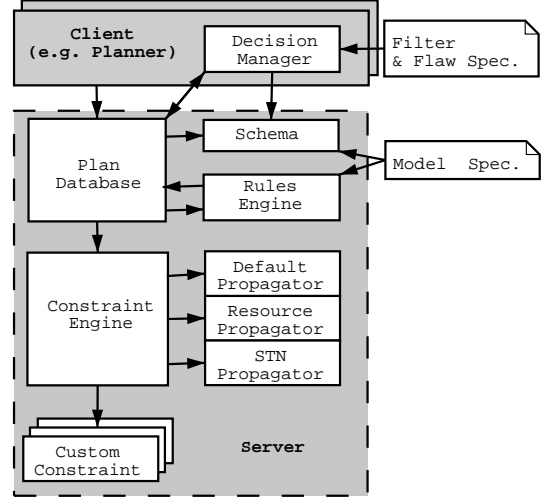 Client
(e.g. Planner)
Decision
Manager
Filter
& Flaw Spec.
Plan
Database
Schema
Model Spec.
Rules
Engine
Constraint
Engine
Default
Propagator
Resource
Propagator
STN
Propagator
Custom
Constraint
Server